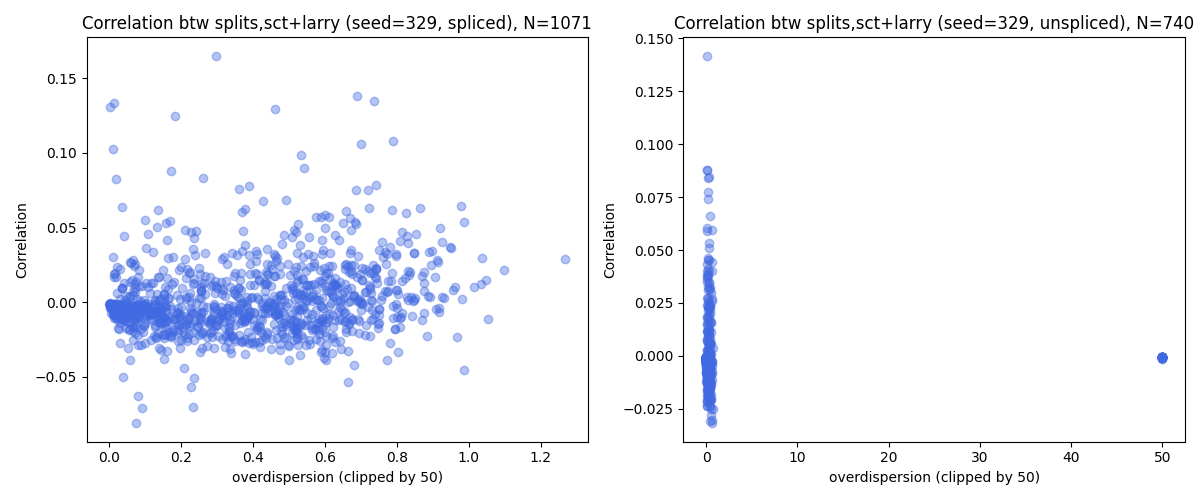 Correlation btw splits,sct+larry (seed=329, spliced), N=1071
Correlation
0.15
0.10
0.05
0.00
−0.05
0.0 0.2 0.4 0.6 0.8 1.0 1.2
overdispersion (clipped by 50)
Correlation btw splits,sct+larry (seed=329, unspliced), N=740
Correlation
0.150
0.125
0.100
0.075
0.050
0.025
0.000
−0.025
0 10 20 30 40 50
overdispersion (clipped by 50)